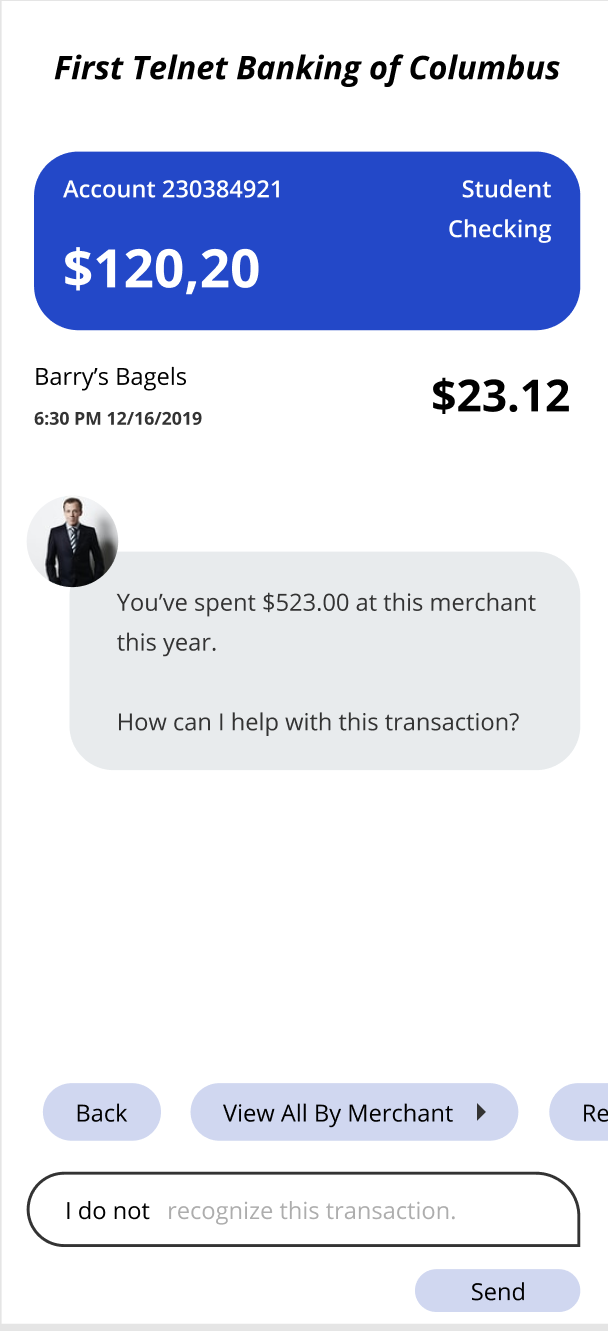 First Telnet Banking of Columbus
Account 230384921
Student
Checking
$120,20
Barry’s Bagels
$23.12
6:30 PM 12/16/2019
You’ve spent $523.00 at this merchant
this year.
How can I help with this transaction?
Back
View All By Merchant
Re
I do not recognize this transaction.
Send